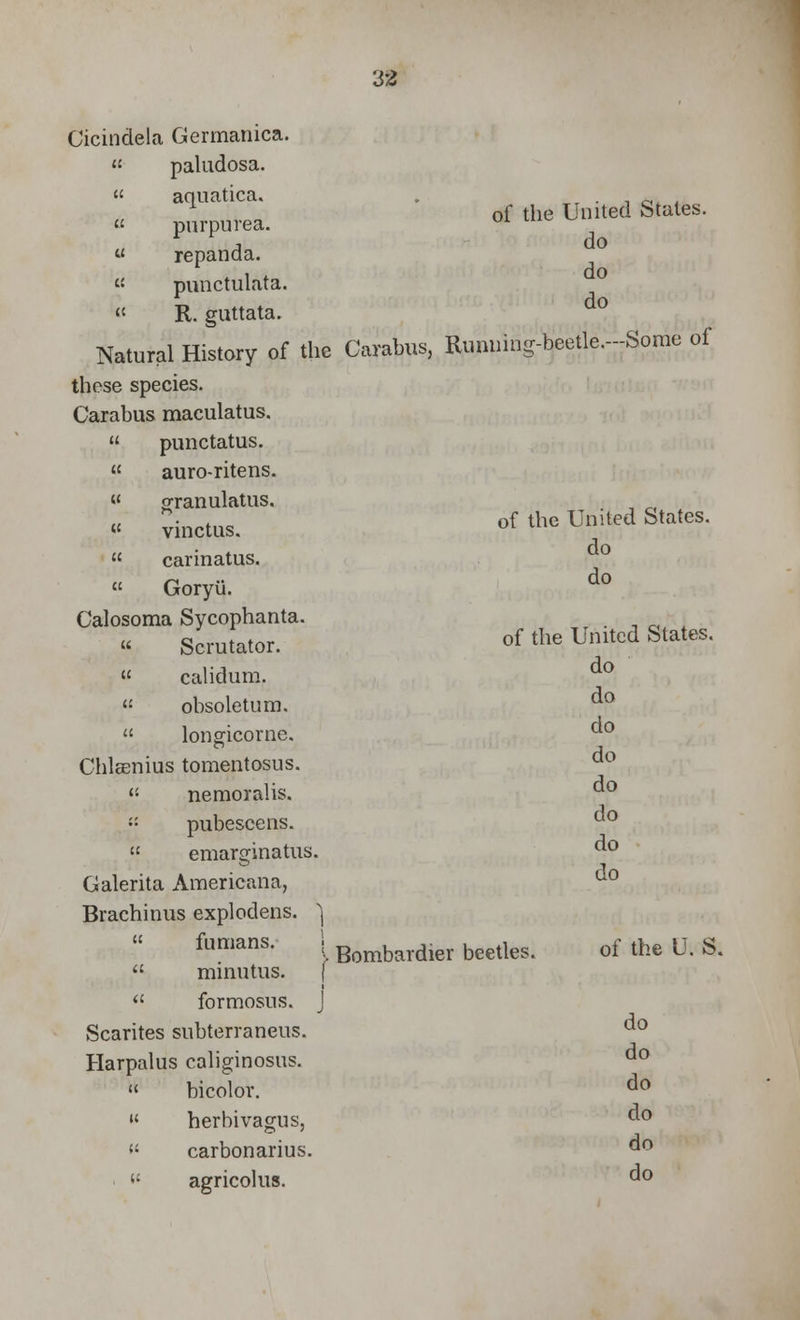 32
Cicindela Germanica.
“ paludosa.
“ aquatica.
“ purpurea. of the United States.
“ repanda. do
“ punctulata. do
“ R. guttata. do
Natural History of the Carabus, Running-beetle.--Some of
these species.
Carabus maculatus.
“ punctatus.
“ auro-ritens.
“ granulatus.
“ vinctus. of the United States.
“ carinatus. do
“ Goryü. do
Calosoma Sycophanta.
“ Scrutator. of the United States.
“ calidum. do
“ obsoletum. do
“ longicorne. do
Chlænius tomentosus. do
“ nemoralis. do
“ pubescens. do
“ emarginatus. do
Galerita Americana, do
Brachinus explodens.
“ fumans. } Bombardier beetles. of the U. S.
“ minutus.
“ formosus.
Scarites subterraneus. do
Harpalus caliginosus. do
“ bicolor. do
“ herbivagus, do
“ carbonarius. do
“ agricolus. do